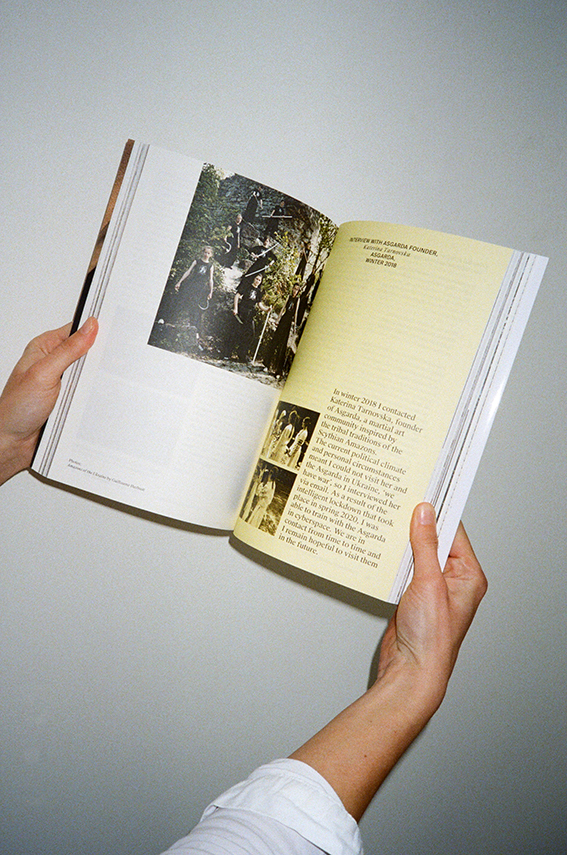 INTERVIEW WITH ASGARDA FOUNDER,
Katerina Tarnovska
ASGARDA,
WINTER 2018
In winter 2018 I contacted
Katerina Tarnovska, founder
of Asgarda, a martial art
community inspired by
the tribal traditions of the
Scythian Amazons.
The current political climate
and personal circumstances
meant I could not visit her and
the Asgarda in Ukraine, 'we
have war', so I interviewed her
via email. As a result of the
intelligent lockdown that took
place in spring 2020, I was
able to train with the Asgarda
in cyberspace. We are in
contact from time to time and
I remain hopeful to visit them
in the future.